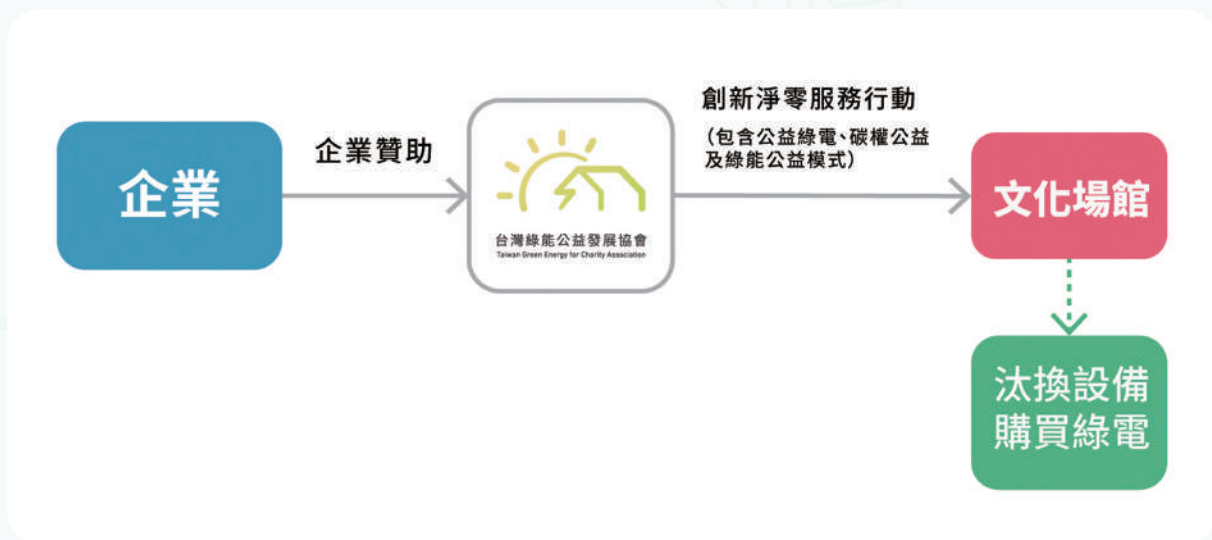 企業
企業贊助
台灣綠能公益發展協會
Taiwan Green Energy for Charity Association
創新淨零服務行動
（包含公益綠電、碳權公益
及綠能公益模式）
文化場館
汰換設備
購買綠電